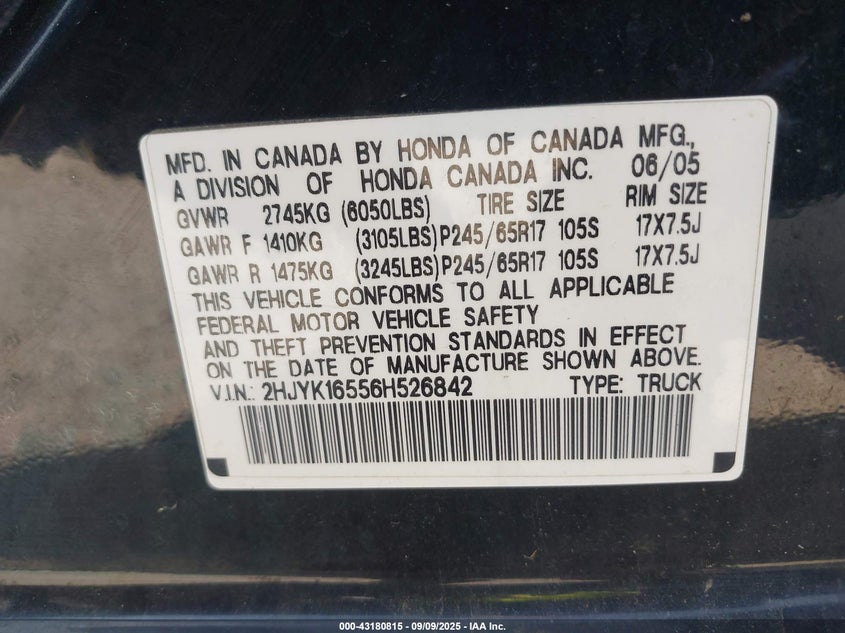 MFD. IN CANADA BY HONDA OF CANADA MFG.,
A DIVISION OF HONDA CANADA INC. 06/05
GVWR 2745KG (6050LBS) TIRE SIZE RIM SIZE
GAWR F 1410KG (3105LBS) P245/65R17 105S 17X7.5J
GAWR R 1475KG (3245LBS) P245/65R17 105S 17X7.5J
THIS VEHICLE CONFORMS TO ALL APPLICABLE
FEDERAL MOTOR VEHICLE SAFETY
AND THEFT PREVENTION STANDARDS IN EFFECT
ON THE DATE OF MANUFACTURE SHOWN ABOVE.
V.I.N.: 2HJYK16556H526842 TYPE: TRUCK
000-43180815 - 09/09/2025 - IAA Inc.